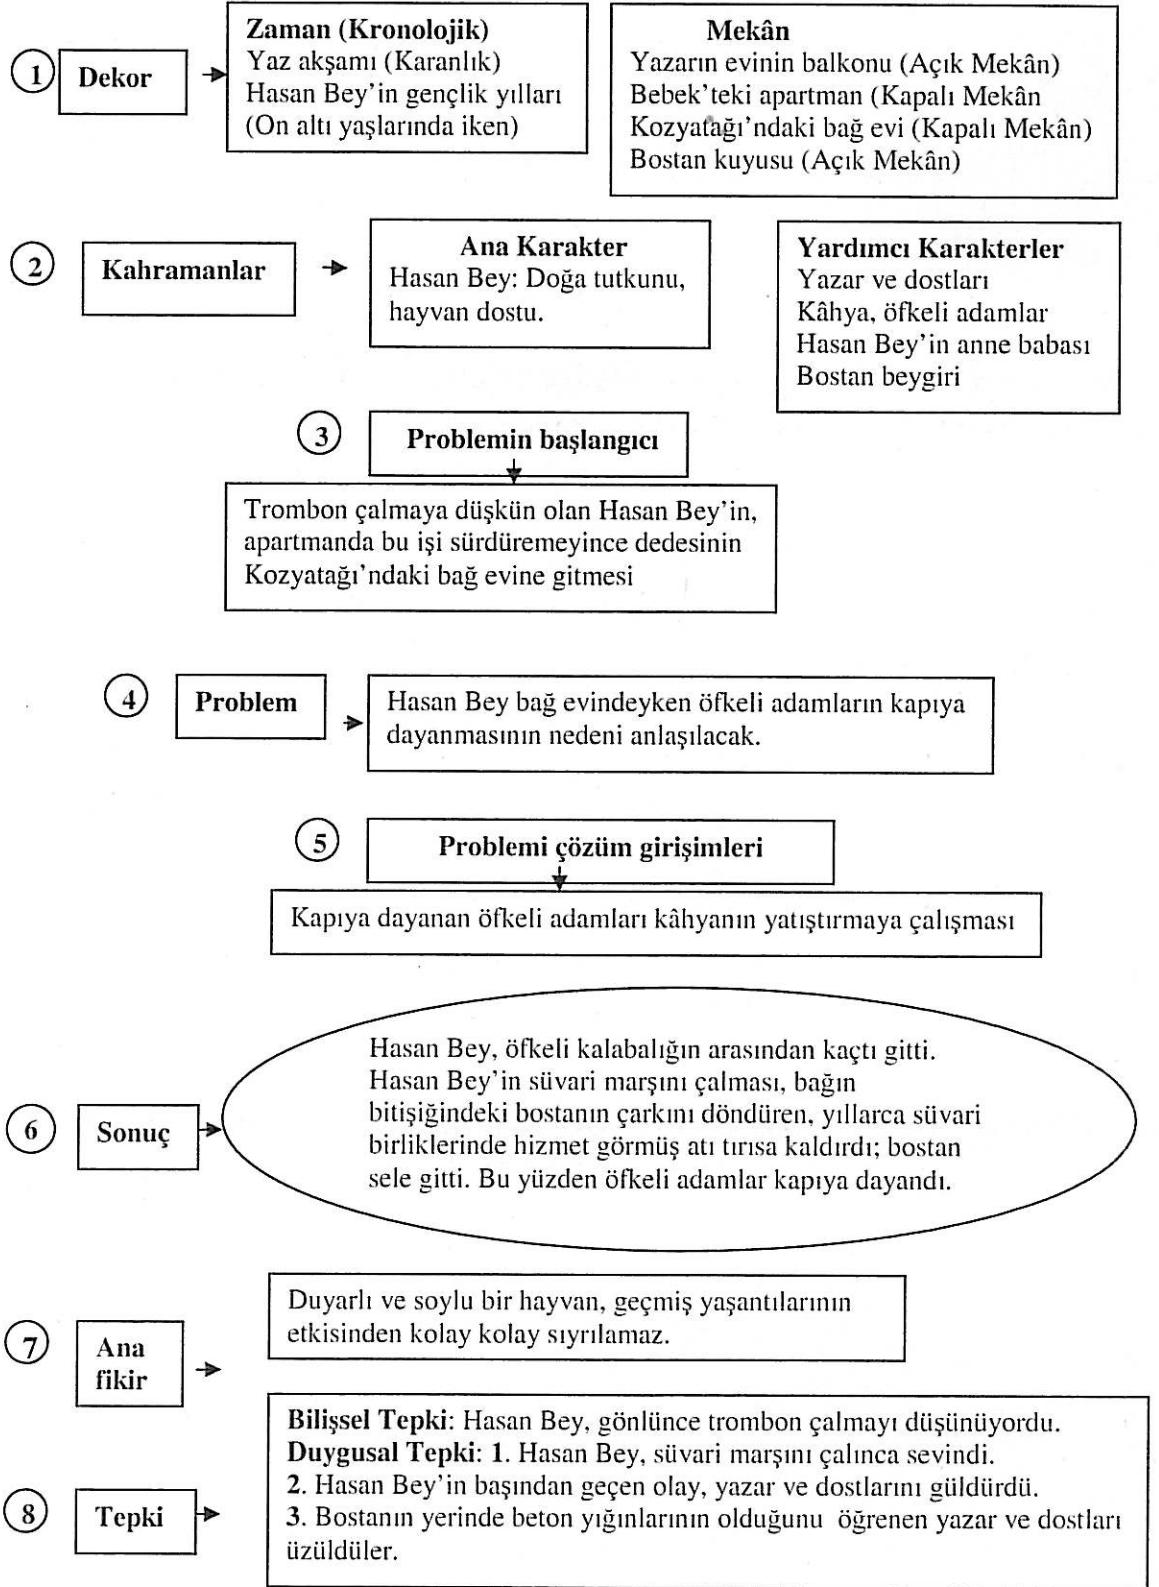 1
Dekor
Zaman (Kronolojik)
Yaz akşamı (Karanlık)
Hasan Bey'in gençlik yılları
(On altı yaşlarında iken)
Mekân
Yazarın evinin balkonu (Açık Mekân)
Bebek'teki apartman (Kapalı Mekân
Kozyatağı'ndaki bağ evi (Kapalı Mekân)
Bostan kuyusu (Açık Mekân)
2
Kahramanlar
Ana Karakter
Hasan Bey: Doğa tutkunu,
hayvan dostu.
Yardımcı Karakterler
Yazar ve dostları
Kâhya, öfkeli adamlar
Hasan Bey'in anne babası
Bostan beygiri
3
Problemin başlangıcı
Trombon çalmaya düşkün olan Hasan Bey'in,
apartmanda bu işi sürdüremeyince dedesinin
Kozyatağı'ndaki bağ evine gitmesi
4
Problem
Hasan Bey bağ evindeyken öfkeli adamların kapıya
dayanmasının nedeni anlaşılacak.
5
Problemi çözüm girişimleri
Kapıya dayanan öfkeli adamları kâhyanın yatıştırmaya çalışması
6
Sonuç
Hasan Bey, öfkeli kalabalığın arasından kaçtı gitti.
Hasan Bey'in süvari marşını çalması, bağın
bitişiğindeki bostanın çarkını döndüren, yıllarca süvari
birliklerinde hizmet görmüş atı tırısa kaldırdı; bostan
sele gitti. Bu yüzden öfkeli adamlar kapıya dayandı.
7
Ana
fikir
Duyarlı ve soylu bir hayvan, geçmiş yaşantılarının
etkisinden kolay kolay sıyrılamaz.
8
Tepki
Bilişsel Tepki: Hasan Bey, gönlünce trombon çalmayı düşünüyordu.
Duygusal Tepki: 1. Hasan Bey, süvari marşını çalınca sevindi.
2. Hasan Bey'in başından geçen olay, yazar ve dostlarını güldürdü.
3. Bostanın yerinde beton yığınlarının olduğunu öğrenen yazar ve dostları
üzüldüler.